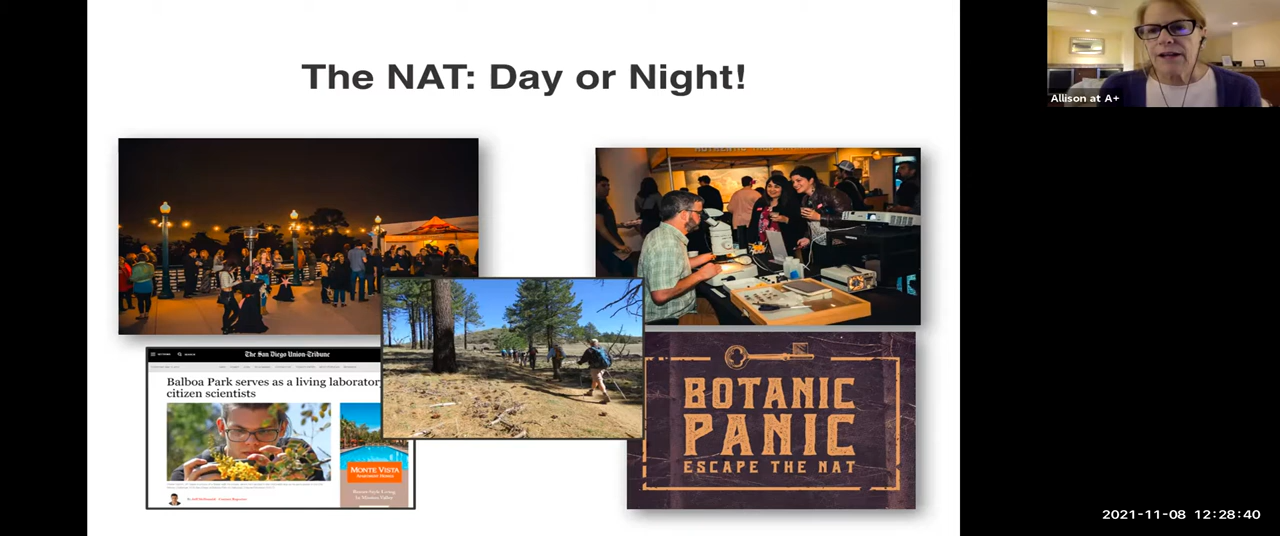 The NAT: Day or Night!
Allison at A+
The San Diego Union-Tribune
Balboa Park serves as a living laborator
citizen scientists
MONTE VISTA
BOTANIC
PANIC
ESCAPE THE NAT
2021-11-08 12:28:40